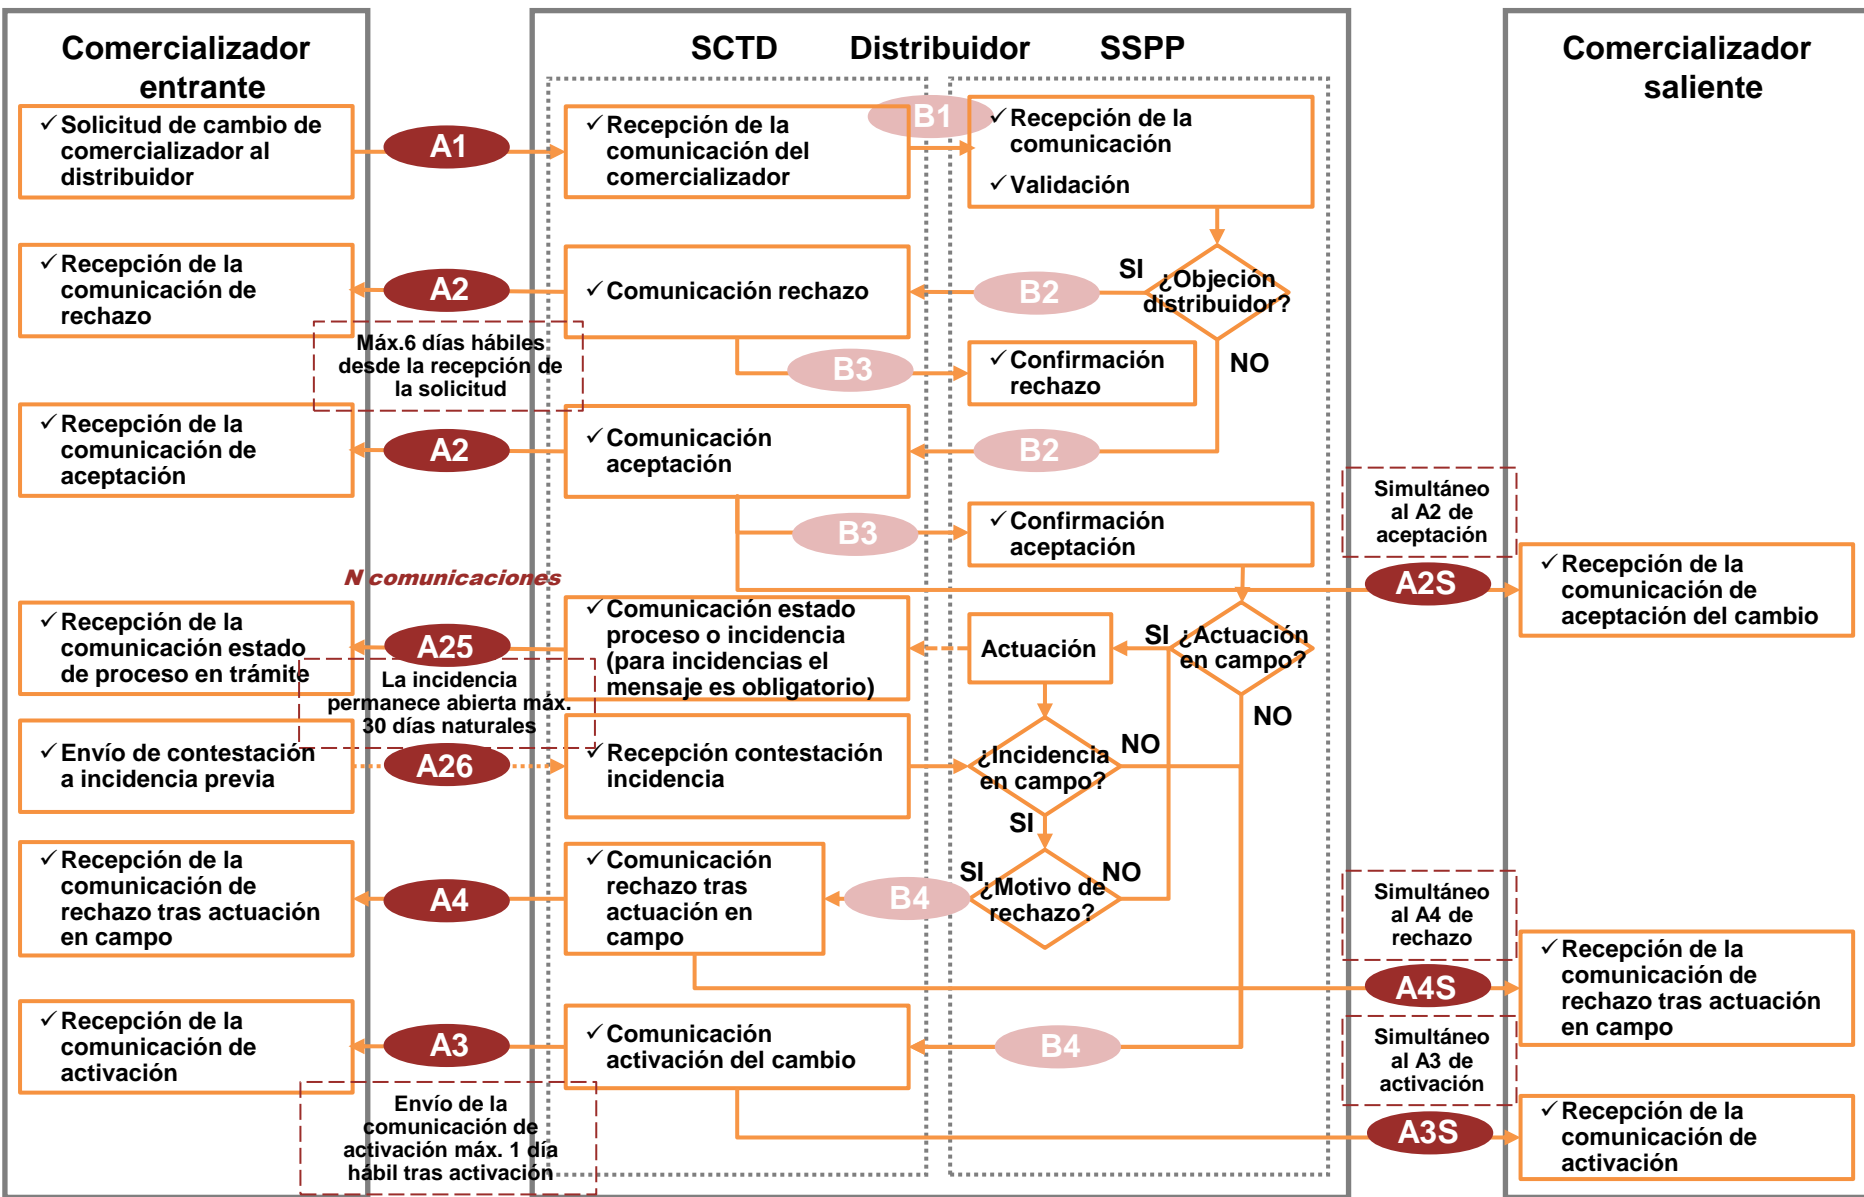 Comercializador
entrante
SCTD
Distribuidor
SSPP
Comercializador
saliente
✓Solicitud de cambio de
comercializador al
distribuidor
A1
✓Recepción de la
comunicación del
comercializador
B1
✓Recepción de la
comunicación
✓Validación
✓Recepción de la
comunicación de
rechazo
A2
✓Comunicación rechazo
B2
SI
¿Objeción
distribuidor?
NO
Máx.6 días hábiles
desde la recepción de
la solicitud
B3
✓Confirmación
rechazo
✓Recepción de la
comunicación de
aceptación
A2
✓Comunicación
aceptación
B2
B3
✓Confirmación
aceptación
Simultáneo
al A2 de
aceptación
A2S
✓Recepción de la
comunicación de
aceptación del cambio
N comunicaciones
✓Recepción de la
comunicación estado
de proceso en trámite
A25
✓Comunicación estado
proceso o incidencia
(para incidencias el
mensaje es obligatorio)
Actuación
SI
¿Actuación
en campo?
NO
La incidencia
permanece abierta máx.
30 días naturales
✓Envío de contestación
a incidencia previa
A26
✓Recepción contestación
incidencia
¿Incidencia
en campo?
NO
SI
✓Recepción de la
comunicación de
rechazo tras actuación
en campo
A4
✓Comunicación
rechazo tras
actuación en
campo
B4
SI
¿Motivo de
rechazo?
NO
Simultáneo
al A4 de
rechazo
A4S
✓Recepción de la
comunicación de
rechazo tras actuación
en campo
✓Recepción de la
comunicación de
activación
A3
✓Comunicación
activación del cambio
B4
Simultáneo
al A3 de
activación
A3S
✓Recepción de la
comunicación de
activación
Envío de la
comunicación de
activación máx. 1 día
hábil tras activación